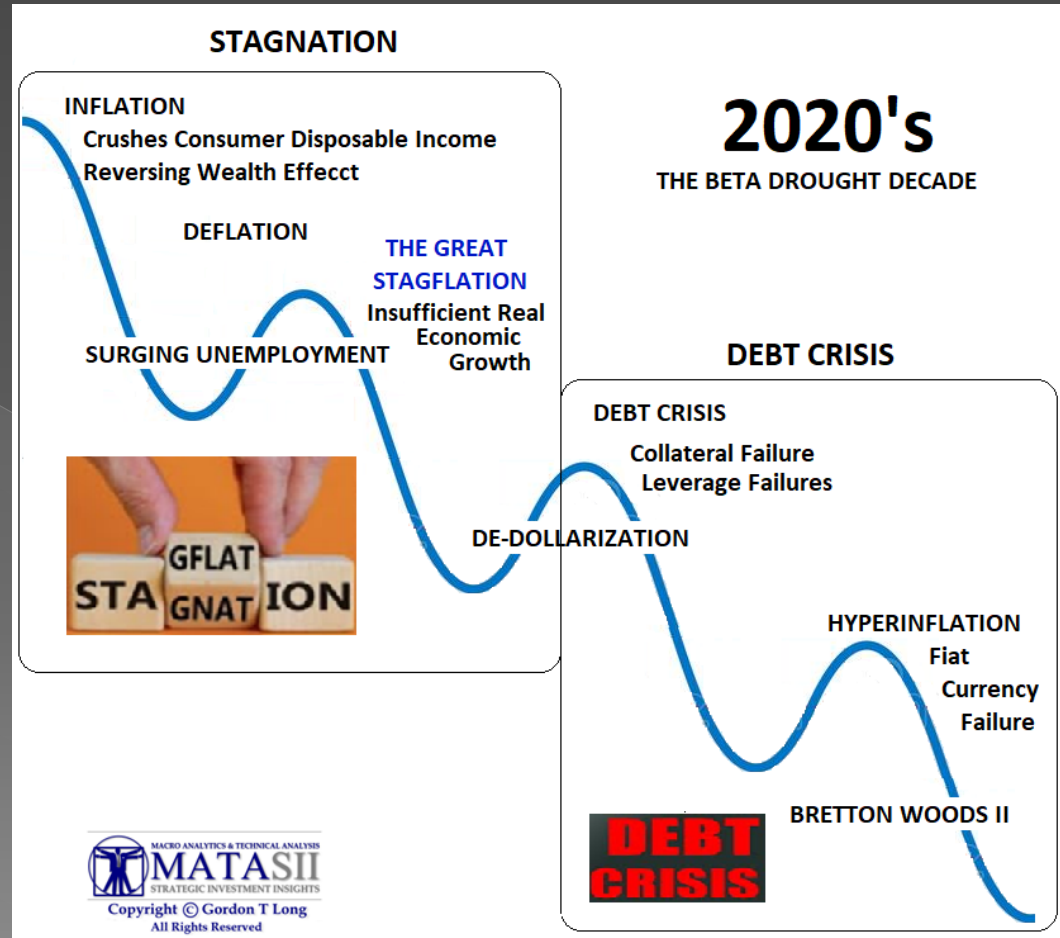 STAGNATION
INFLATION
Crushes Consumer Disposable Income
Reversing Wealth Effecct
2020's
THE BETA DROUGHT DECADE
DEFLATION
THE GREAT
STAGFLATION
Insufficient Real
Economic
Growth
SURGING UNEMPLOYMENT
STA
GFLAT
GNAT
ION
DEBT CRISIS
DEBT CRISIS
Collateral Failure
Leverage Failures
DE-DOLLARIZATION
HYPERINFLATION
Fiat
Currency
Failure
BRETTON WOODS II
DEBT
CRISIS
MACRO ANALYTICS & TECHNICAL ANALYSIS
MATASII
STRATEGIC INVESTMENT INSIGHTS
Copyright © Gordon T Long
All Rights Reserved